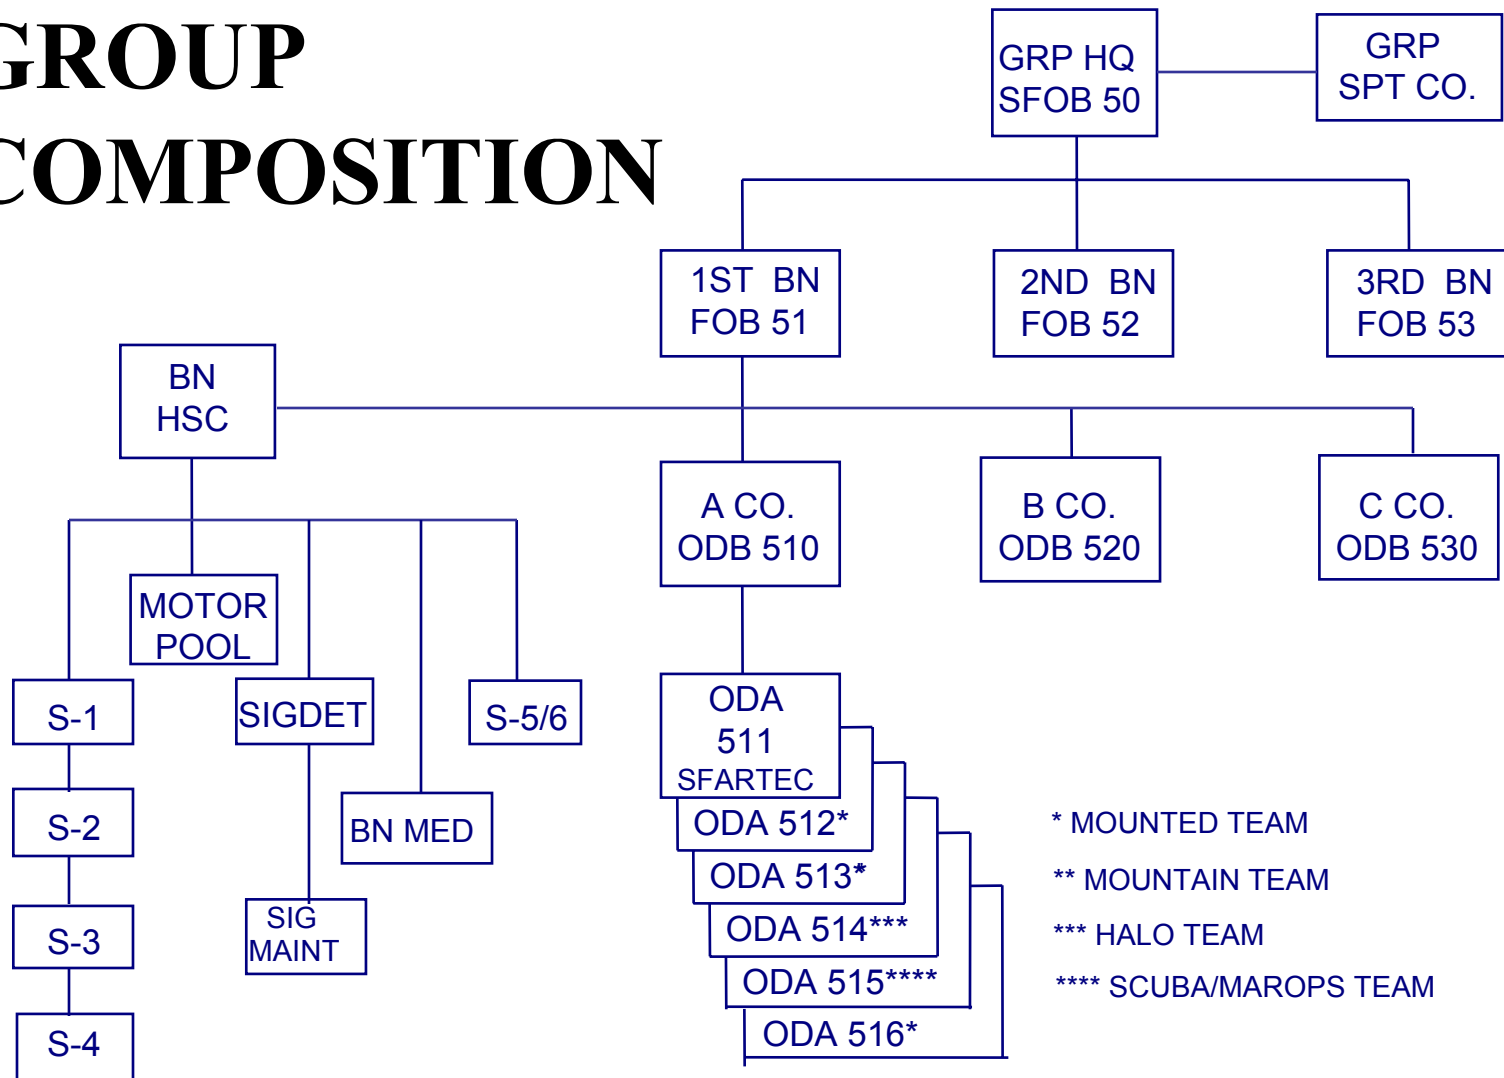 GROUP
COMPOSITION
GRP HQ
SFOB 50
GRP
SPT CO.
1ST BN
FOB 51
2ND BN
FOB 52
3RD BN
FOB 53
BN
HSC
A CO.
ODB 510
B CO.
ODB 520
C CO.
ODB 530
MOTOR
POOL
S-1
SIGDET
S-5/6
S-2
BN MED
S-3
SIG
MAINT
S-4
ODA
511
SFARTEC
ODA 512*
ODA 513*
ODA 514***
ODA 515****
ODA 516*
* MOUNTED TEAM
** MOUNTAIN TEAM
*** HALO TEAM
**** SCUBA/MAROPS TEAM